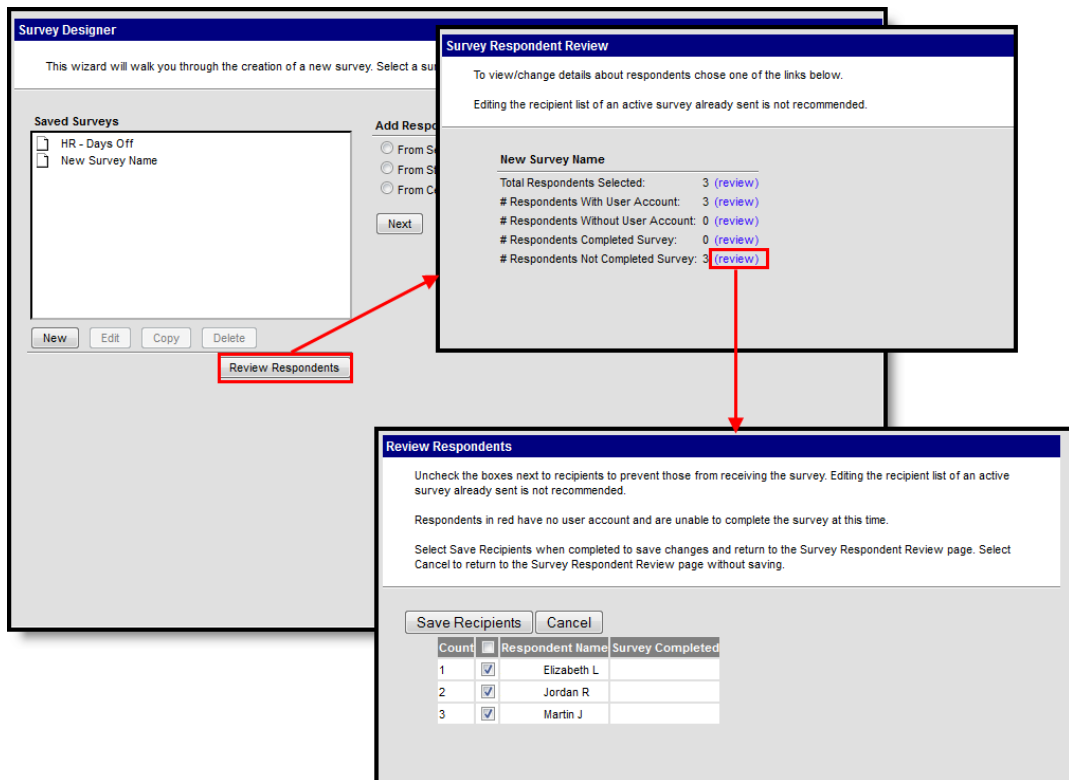 Survey Designer
This wizard will walk you through the creation of a new survey. Select a
Saved Surveys
HR - Days Off
New Survey Name
New
Edit
Copy
Delete
Review Respondents
Add
From
From
From
Next
Survey Respondent Review
To view/change details about respondents chose one of the links below.
Editing the recipient list of an active survey already sent is not recommended.
New Survey Name
Total Respondents Selected: 3 (review)
# Respondents With User Account: 3 (review)
# Respondents Without User Account: 0 (review)
# Respondents Completed Survey: 0 (review)
# Respondents Not Completed Survey: 3 (review)
Review Respondents
Uncheck the boxes next to recipients to prevent those from receiving the survey. Editing the recipient list of an active
survey already sent is not recommended.
Respondents in red have no user account and are unable to complete the survey at this time.
Select Save Recipients when completed to save changes and return to the Survey Respondent Review page. Select
Cancel to return to the Survey Respondent Review page without saving.
Save Recipients
Cancel
Count Respondent Name Survey Completed
1 Elizabeth L
2 Jordan R
3 Martin J